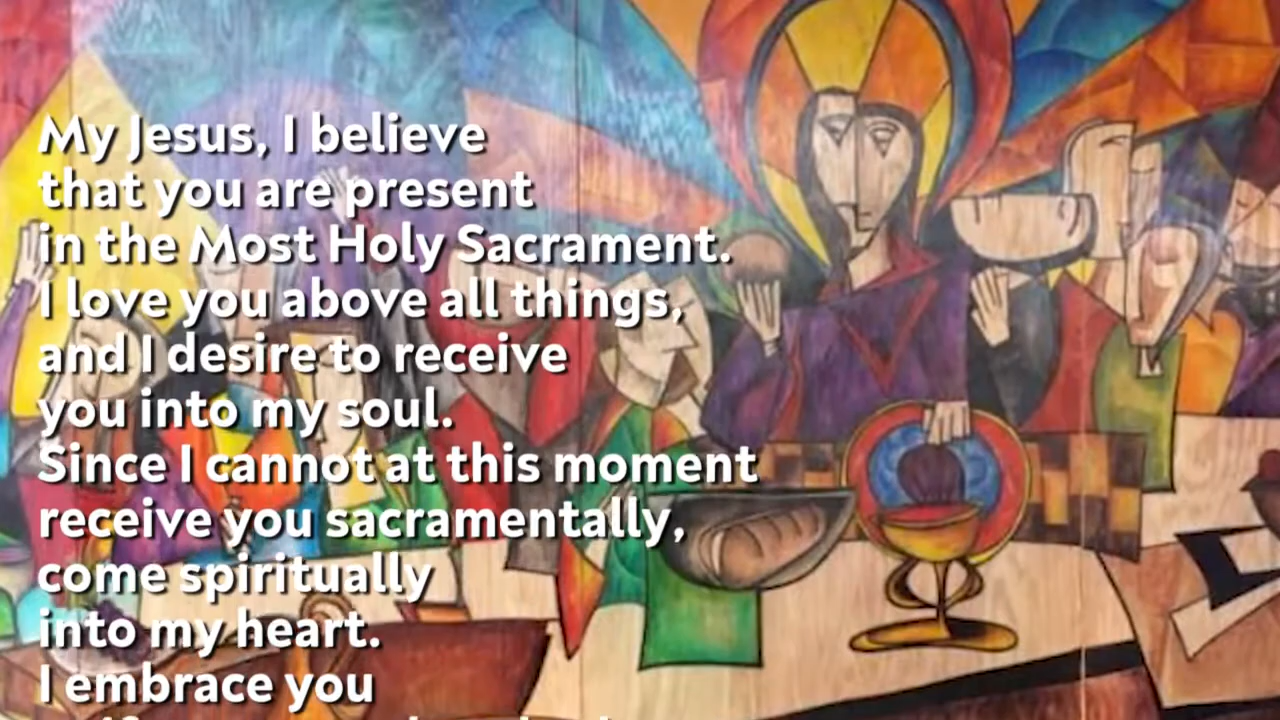 My Jesus, I believe
that you are present
in the Most Holy Sacrament.
I love you above all things,
and I desire to receive
you into my soul.
Since I cannot at this moment
receive you sacramentally,
come spiritually
into my heart.
I embrace you